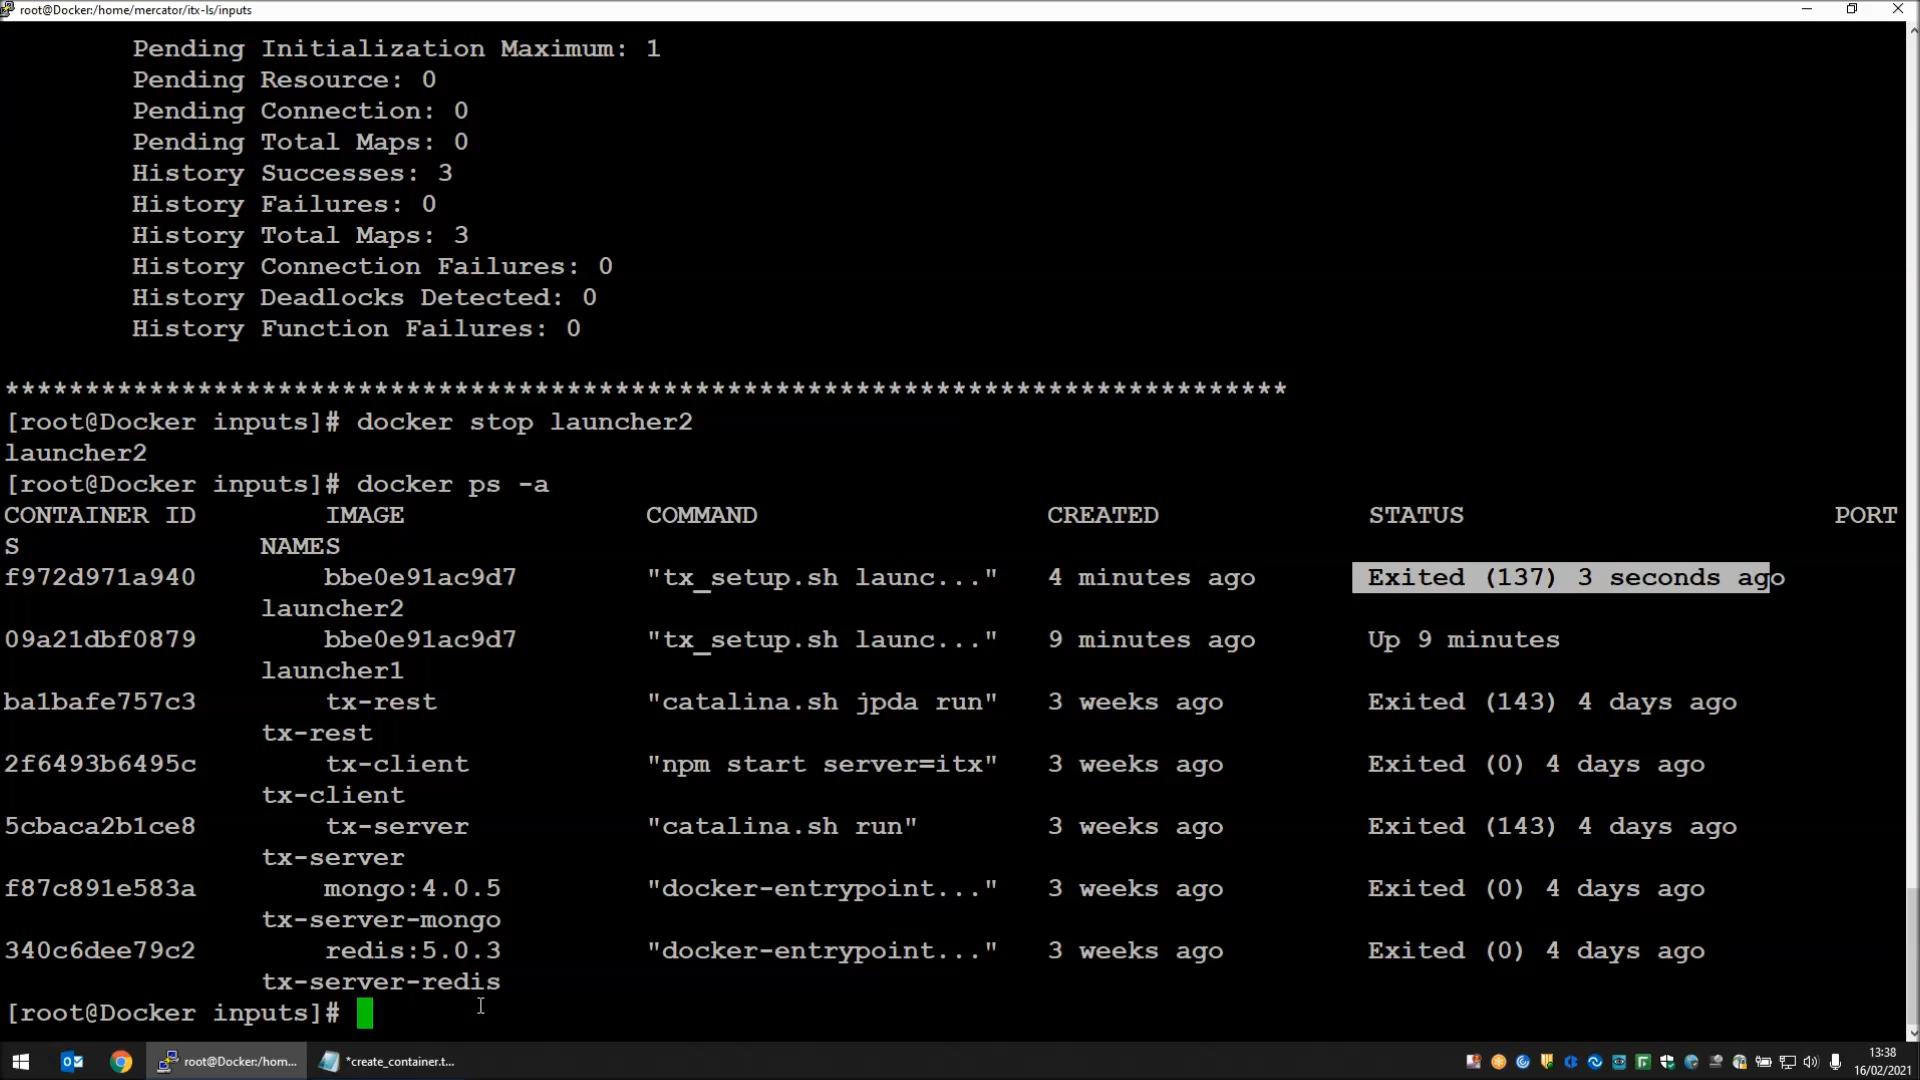 root@Docker:/home/mercator/itx-ls/inputs
Pending Initialization Maximum: 1
Pending Resource: 0
Pending Connection: 0
Pending Total Maps: 0
History Successes: 3
History Failures: 0
History Total Maps: 3
History Connection Failures: 0
History Deadlocks Detected: 0
History Function Failures: 0
********************************************************************************
[root@Docker inputs]# docker stop launcher2
launcher2
[root@Docker inputs]# docker ps -a
CONTAINER ID IMAGE COMMAND CREATED STATUS PORT
S NAMES
f972d971a940 bbe0e91ac9d7 "tx_setup.sh launc..." 4 minutes ago Exited (137) 3 seconds ago
launcher2
09a21dbf0879 bbe0e91ac9d7 "tx_setup.sh launc..." 9 minutes ago Up 9 minutes
launcher1
ba1bafe757c3 tx-rest "catalina.sh jpda run" 3 weeks ago Exited (143) 4 days ago
tx-rest
2f6493b6495c tx-client "npm start server=itx" 3 weeks ago Exited (0) 4 days ago
tx-client
5cbaca2b1ce8 tx-server "catalina.sh run" 3 weeks ago Exited (143) 4 days ago
tx-server
f87c891e583a mongo:4.0.5 "docker-entrypoint..." 3 weeks ago Exited (0) 4 days ago
tx-server-mongo
340c6dee79c2 redis:5.0.3 "docker-entrypoint..." 3 weeks ago Exited (0) 4 days ago
tx-server-redis
[root@Docker inputs]#
root@Docker:/hom... *create_container.t... 13:38
16/02/2021